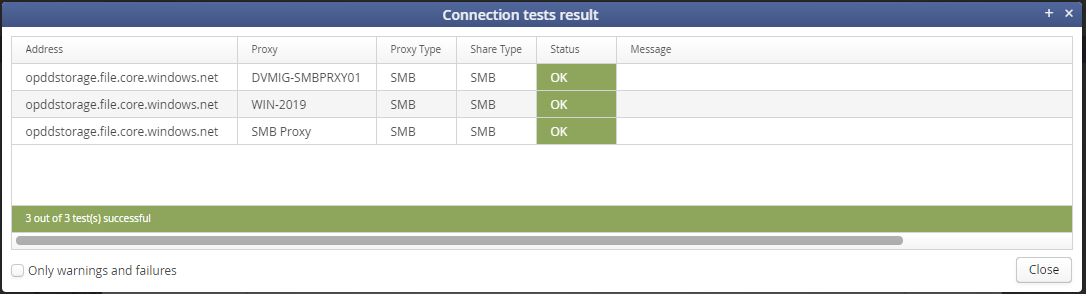 Connection tests result
+ ×
Address Proxy Proxy Type Share Type Status Message
opddstorage.file.core.windows.net DVMIG-SMBPRXY01 SMB SMB OK
opddstorage.file.core.windows.net WIN-2019 SMB SMB OK
opddstorage.file.core.windows.net SMB Proxy SMB SMB OK
3 out of 3 test(s) successful
Only warnings and failures
Close